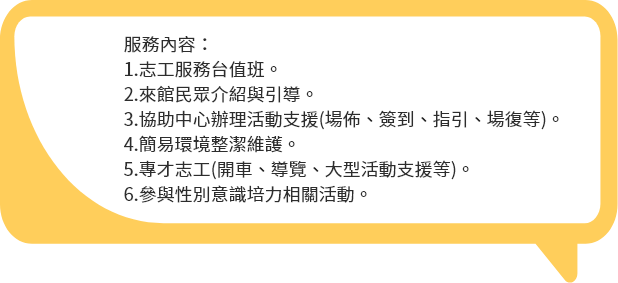 服務內容：
1.志工服務台值班。
2.來館民眾介紹與引導。
3.協助中心辦理活動支援(場佈、簽到、指引、場復等)。
4.簡易環境整潔維護。
5.專才志工(開車、導覽、大型活動支援等)。
6.參與性別意識培力相關活動。